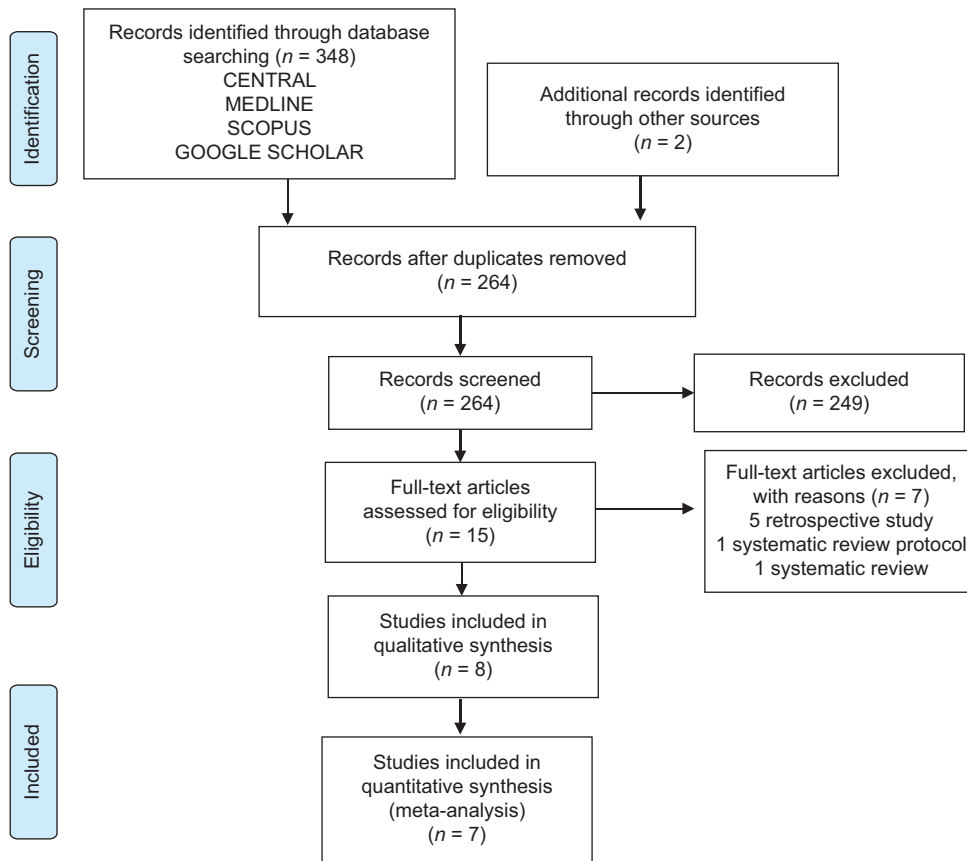 Identification
Records identified through database
searching (n = 348)
CENTRAL
MEDLINE
SCOPUS
GOOGLE SCHOLAR
Additional records identified
through other sources
(n = 2)
Screening
Records after duplicates removed
(n = 264)
Records screened
(n = 264)
Records excluded
(n = 249)
Eligibility
Full-text articles
assessed for eligibility
(n = 15)
Full-text articles excluded,
with reasons (n = 7)
5 retrospective study
1 systematic review protocol
1 systematic review
Studies included in
qualitative synthesis
(n = 8)
Included
Studies included in
quantitative synthesis
(meta-analysis)
(n = 7)